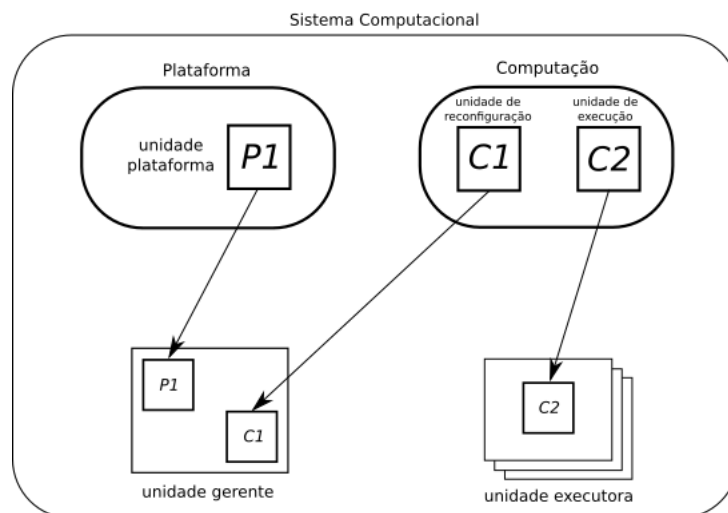 Sistema Computacional
Plataforma
Computação
unidade
plataforma
P1
unidade de
reconfiguração
C1
unidade de
execução
C2
P1
C1
unidade gerente
C2
unidade executora